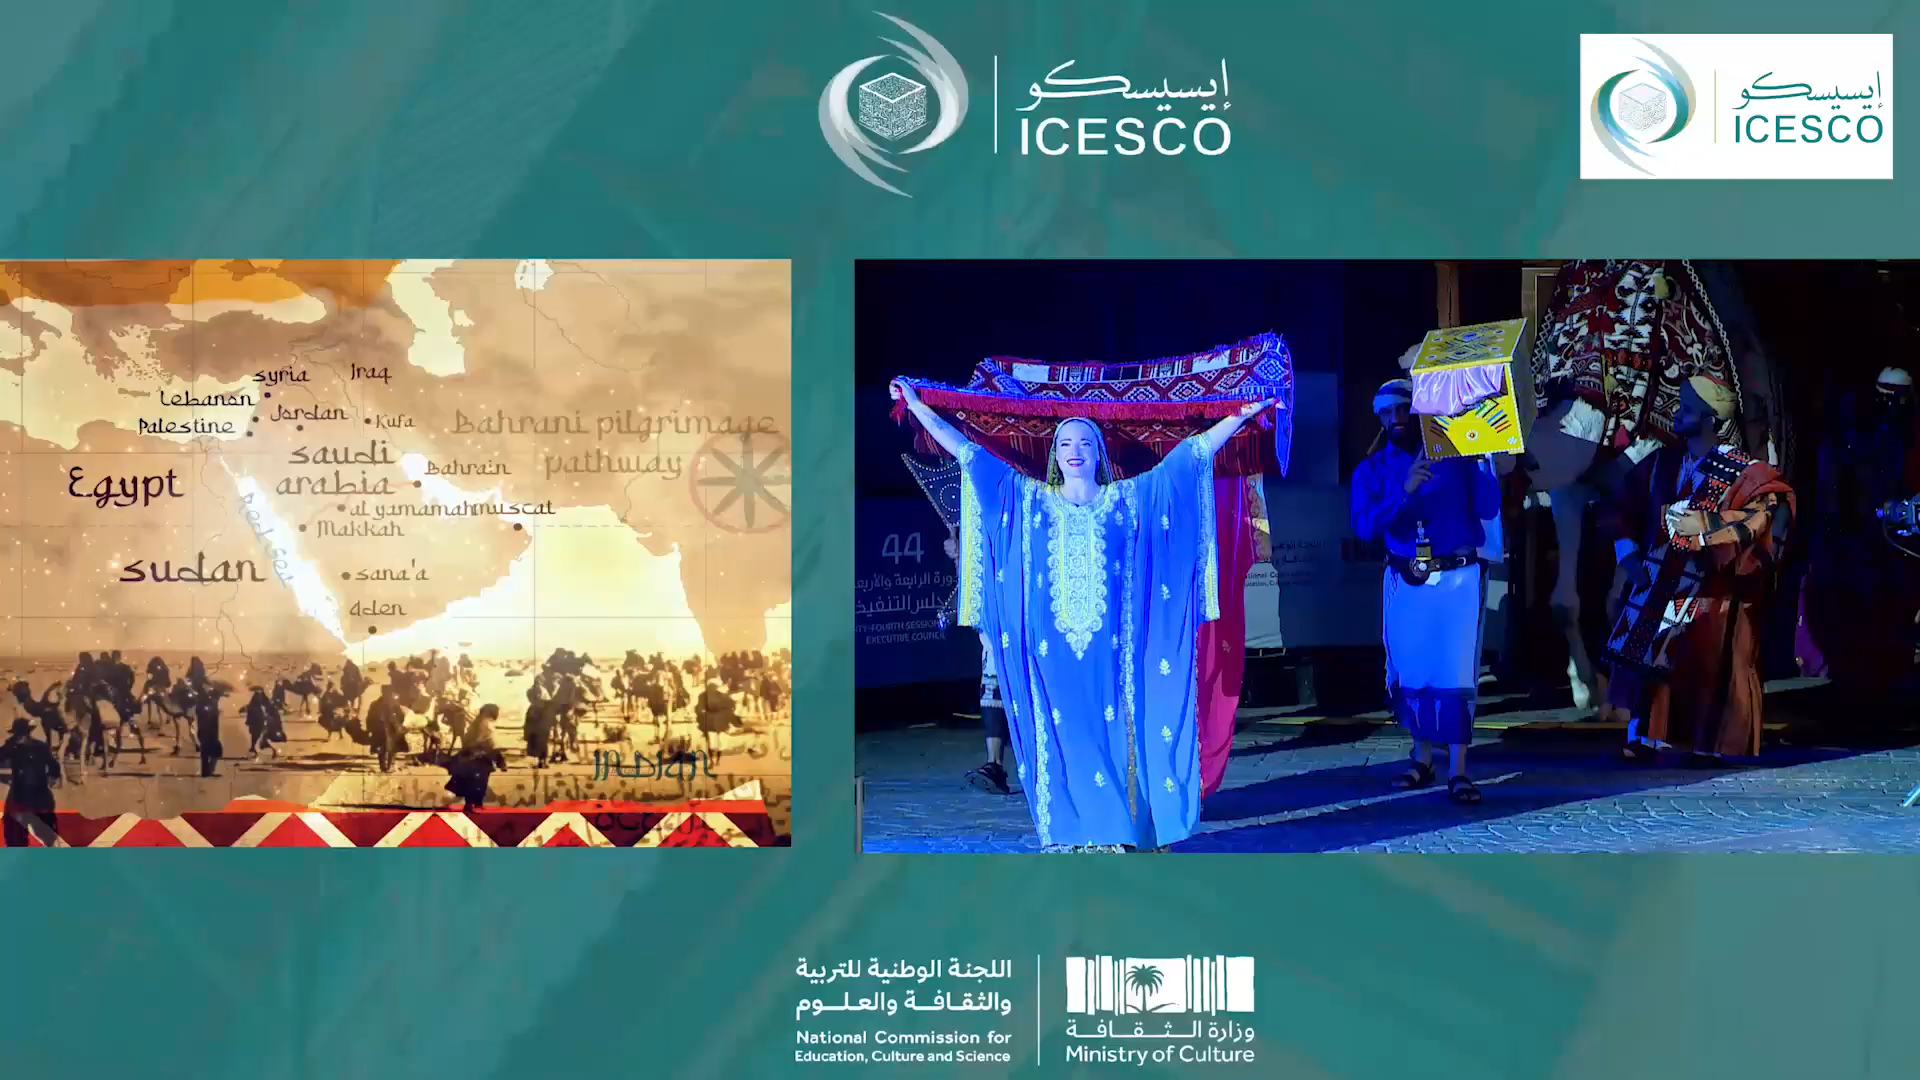 إيسيسكو
ICESCO
إيسيسكو
ICESCO
syria
Iraq
Lebanon
Jordan
Kufa
Palestine
Bahrani pilgrimage
pathway
saudi
arabia
Bahrain
Egypt
al yamamah
muscat
Makkah
Red Sea
sudan
sana'a
aden
INDIAN
44
EXECUTIVE COUNCIL
اللجنة الوطنية للتربية
والثقافة والعلوم
National Commission for
Education, Culture and Science
وزارة الثقافة
Ministry of Culture